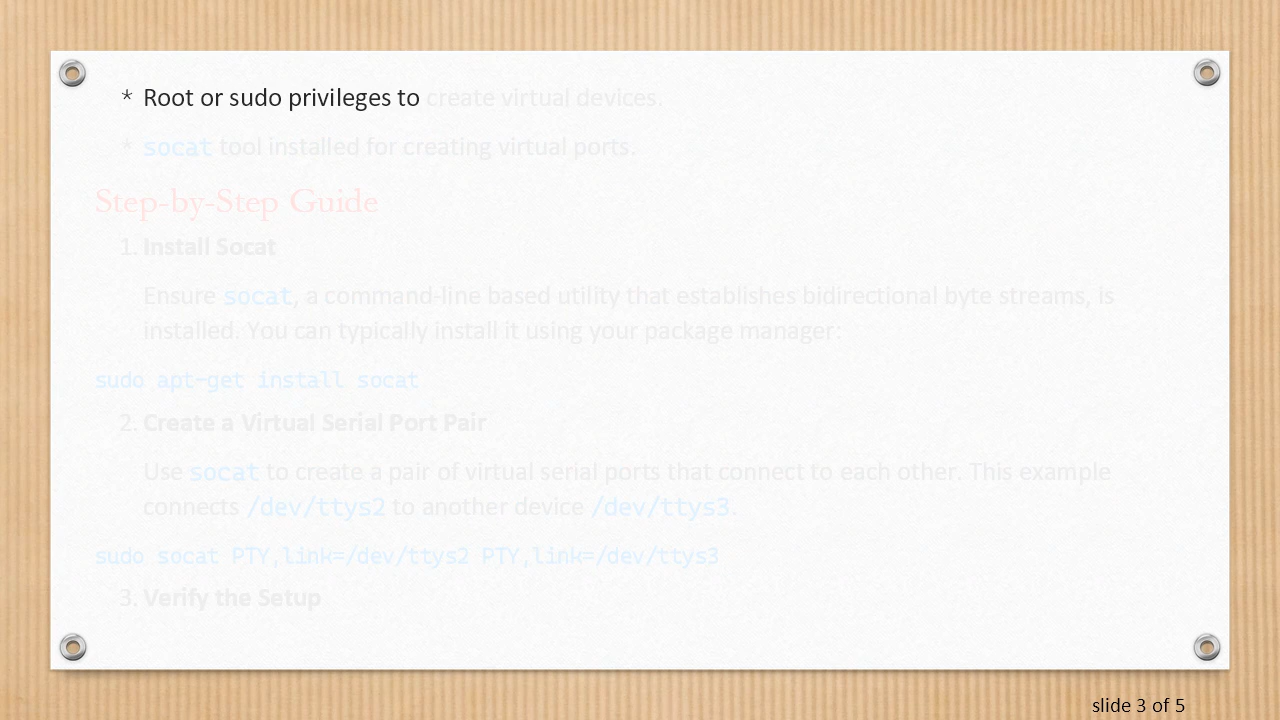 * Root or sudo privileges to create virtual devices.
* socat tool installed for creating virtual ports.
Step-by-Step Guide
1. Install Socat
Ensure socat, a command-line based utility that establishes bidirectional byte streams, is
installed. You can typically install it using your package manager:
sudo apt-get install socat
2. Create a Virtual Serial Port Pair
Use socat to create a pair of virtual serial ports that connect to each other. This example
connects /dev/ttys2 to another device /dev/ttys3.
sudo socat PTY,link=/dev/ttys2 PTY,link=/dev/ttys3
3. Verify the Setup
slide 3 of 5